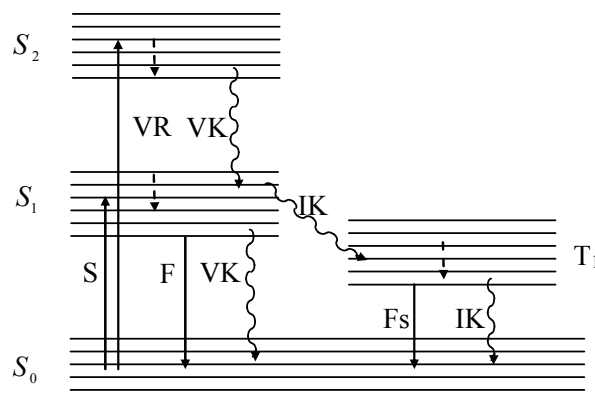 S₂
VR VK
S₁
IK
S F VK
T₁
Fs IK
S₀